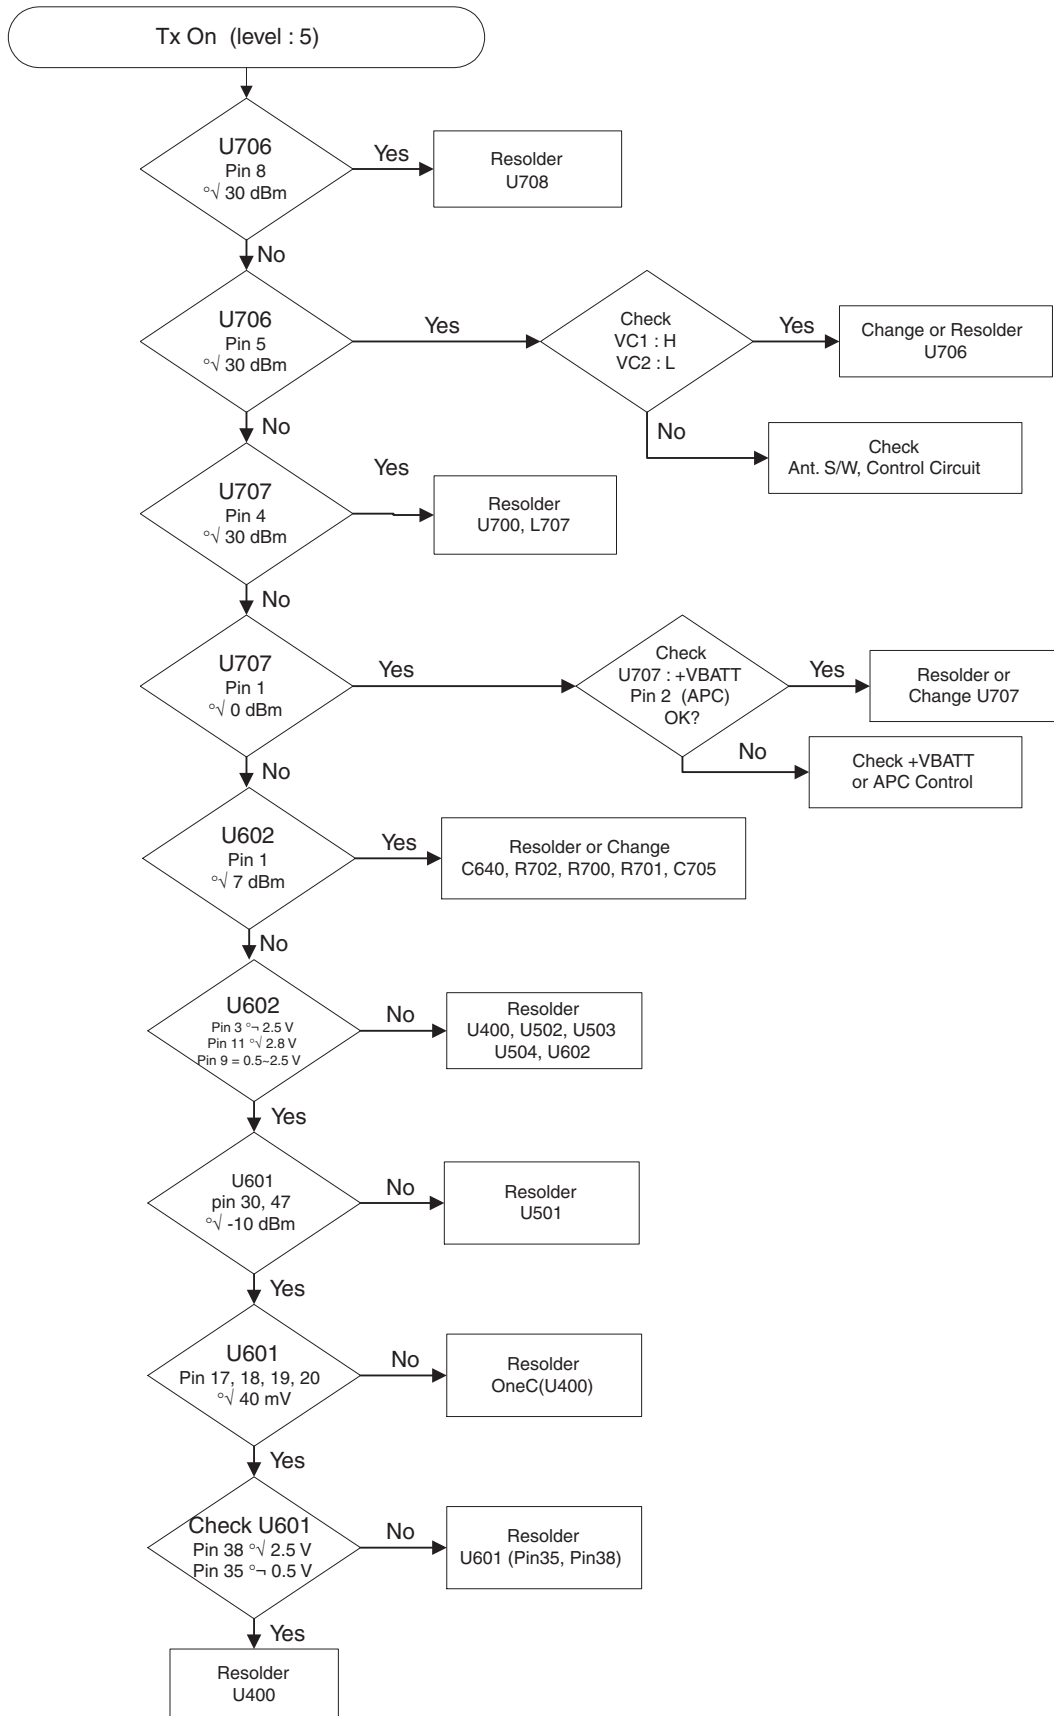 Tx On (level : 5)
U706
Pin 8
°√ 30 dBm
Yes
Resolder
U708
No
U706
Pin 5
°√ 30 dBm
Yes
Check
VC1 : H
VC2 : L
Yes
Change or Resolder
U706
No
Check
Ant. S/W, Control Circuit
No
U707
Pin 4
°√ 30 dBm
Yes
Resolder
U700, L707
No
U707
Pin 1
°√ 0 dBm
Yes
Check
U707 : +VBATT
Pin 2 (APC)
OK?
Yes
Resolder or
Change U707
No
Check +VBATT
or APC Control
No
U602
Pin 1
°√ 7 dBm
Yes
Resolder or Change
C640, R702, R700, R701, C705
No
U602
Pin 3 °¬ 2.5 V
Pin 11 °√ 2.8 V
Pin 9 = 0.5~2.5 V
No
Resolder
U400, U502, U503
U504, U602
Yes
U601
pin 30, 47
°√ -10 dBm
No
Resolder
U501
Yes
U601
Pin 17, 18, 19, 20
°√ 40 mV
No
Resolder
OneC(U400)
Yes
Check U601
Pin 38 °√ 2.5 V
Pin 35 °¬ 0.5 V
No
Resolder
U601 (Pin35, Pin38)
Yes
Resolder
U400